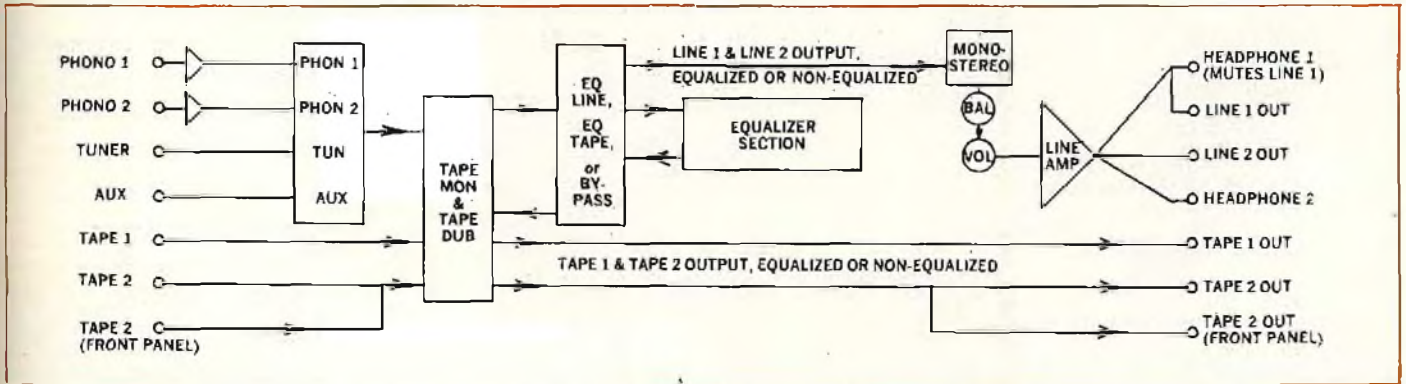 PHONO 1
PHONO 2
TUNER
AUX
TAPE 1
TAPE 2
TAPE 2
(FRONT PANEL)
PHON 1
PHON 2
TUN
AUX
TAPE
MON
&
TAPE
DUB
EQ
LINE,
EQ
TAPE,
or
BY-
PASS
LINE 1 & LINE 2 OUTPUT,
EQUALIZED OR NON-EQUALIZED
EQUALIZER
SECTION
MONO-
STEREO
BAL
VOL
LINE
AMP
TAPE 1 & TAPE 2 OUTPUT, EQUALIZED OR NON-EQUALIZED
HEADPHONE 1
(MUTES LINE 1)
LINE 1 OUT
LINE 2 OUT
HEADPHONE 2
TAPE 1 OUT
TAPE 2 OUT
TAPE 2 OUT
(FRONT PANEL)